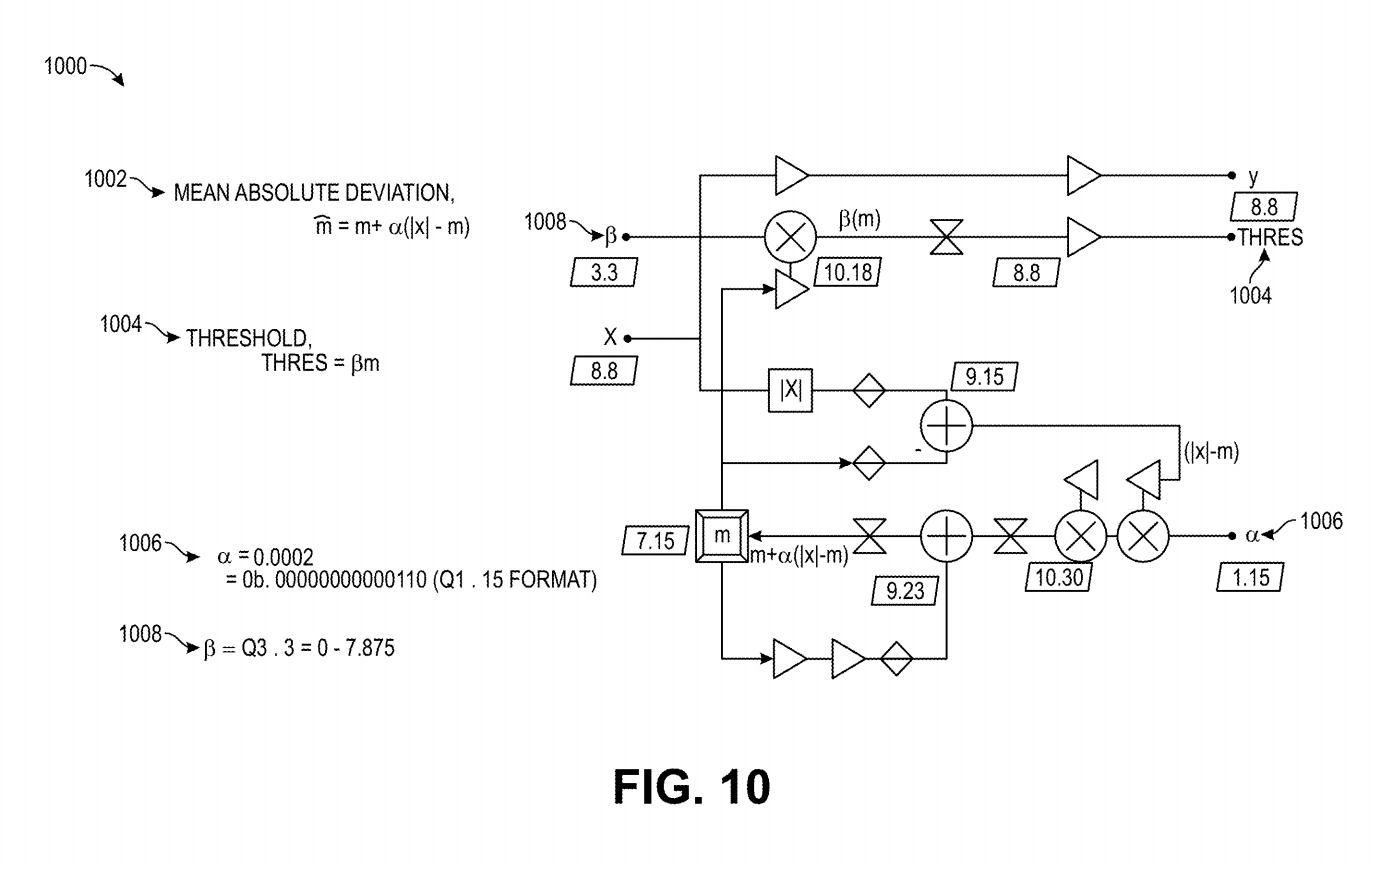 1000
1002
MEAN ABSOLUTE DEVIATION,
m̂ = m+ α(|x| - m)
1004
THRESHOLD,
THRES = βm
1006
α = 0.0002
= 0b. 00000000000110 (Q1 . 15 FORMAT)
1008
β = Q3 . 3 = 0 - 7.875
y
8.8
1008
β
β(m)
THRES
3.3
10.18
8.8
1004
X
8.8
|X|
9.15
-
(|x|-m)
7.15
m
m+α(|x|-m)
α
1006
9.23
10.30
1.15
FIG. 10